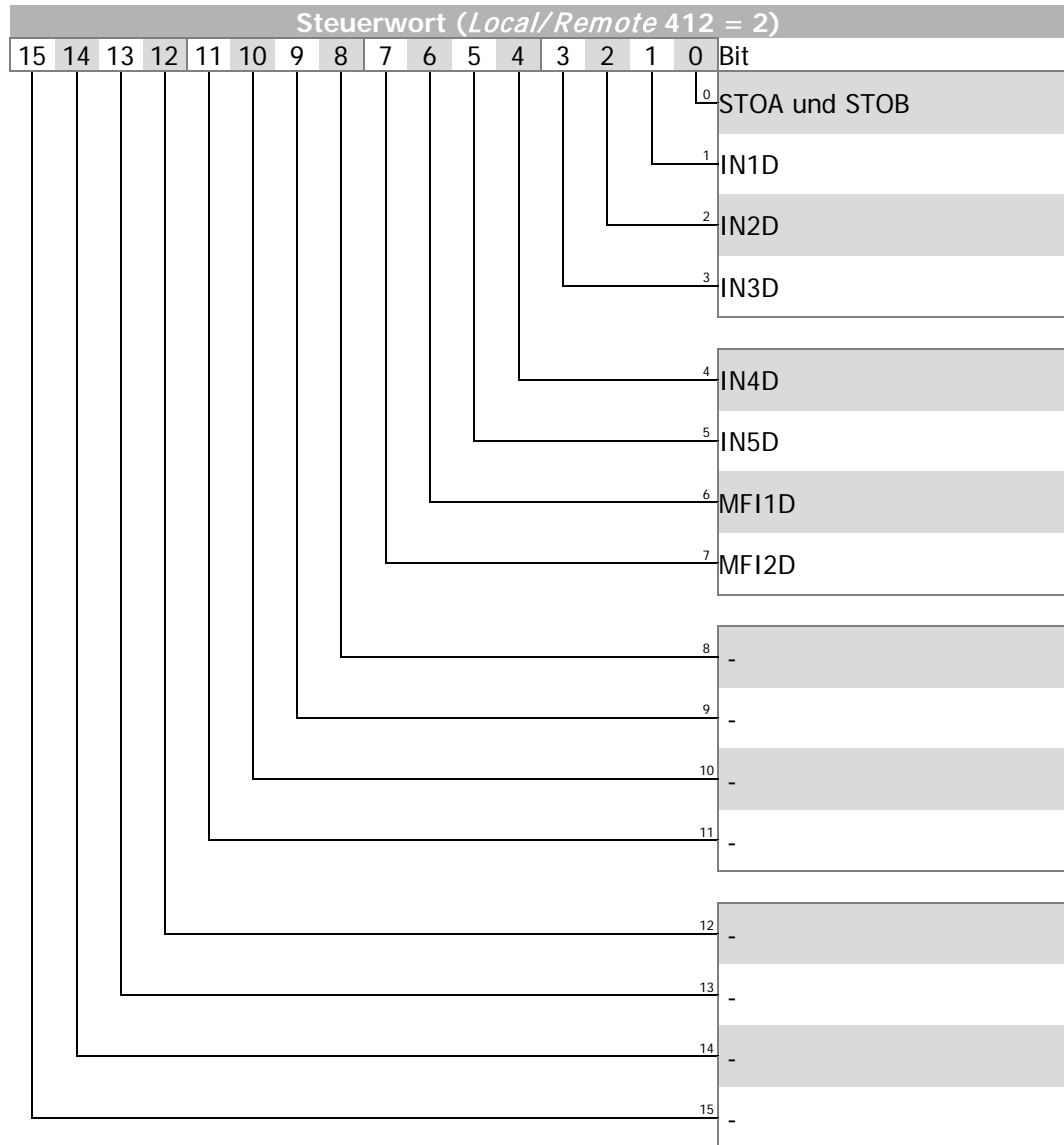 Steuerwort (Local/Remote 412 = 2)
15 14 13 12 11 10 9 8 7 6 5 4 3 2 1 0 Bit
0 STOA und STOB
1 IN1D
2 IN2D
3 IN3D
4 IN4D
5 IN5D
6 MFI1D
7 MFI2D
8 -
9 -
10 -
11 -
12 -
13 -
14 -
15 -